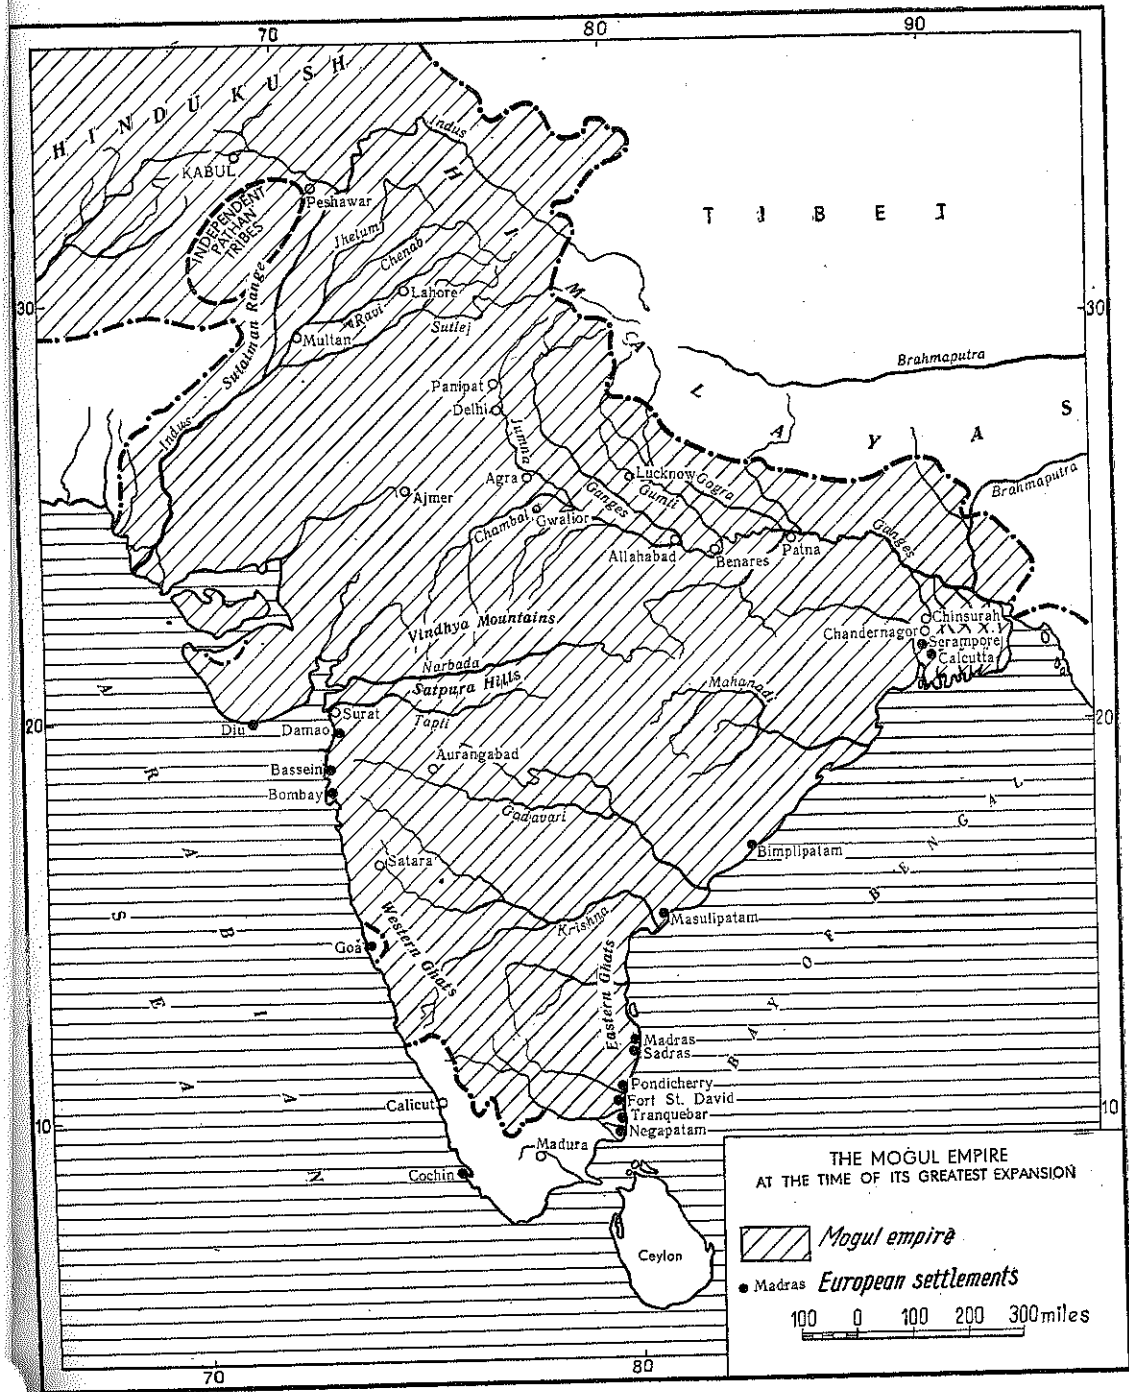 70
80
90
HINDUKUSH
Indus
KABUL
Peshawar
INDEPENDENT
PATHAN
TRIBES
TIBET
HIMALAYAS
Jhelum
Chenab
Lahore
Ravi
30
30
Multan
Sutlej
Sulaiman Range
Brahmaputra
Panipat
Delhi
Indus
Jumna
Lucknow
Gogra
Agra
Ganges
Gumti
Brahmaputra
Ajmer
Chambal
Gwalior
Ganges
Allahabad
Benares
Patna
Chinsurah
Vindhya Mountains
Chandernagor
Serampore
Calcutta
Narbada
Satpura Hills
Mahanadi
20
20
Diu
Damao
Surat
Tapti
Aurangabad
Bassein
Bombay
Godavari
ARABIAN
SEA
BAY OF BENGAL
Bimplipatam
Satara
Masulipatam
Krishna
Goa
Western Ghats
Eastern Ghats
Madras
Sadras
Pondicherry
Fort St. David
Tranquebar
Negapatam
Calicut
10
10
Madura
Cochin
Ceylon
THE MOGUL EMPIRE
AT THE TIME OF ITS GREATEST EXPANSION
Mogul empire
Madras European settlements
100 0 100 200 300 miles
70
80